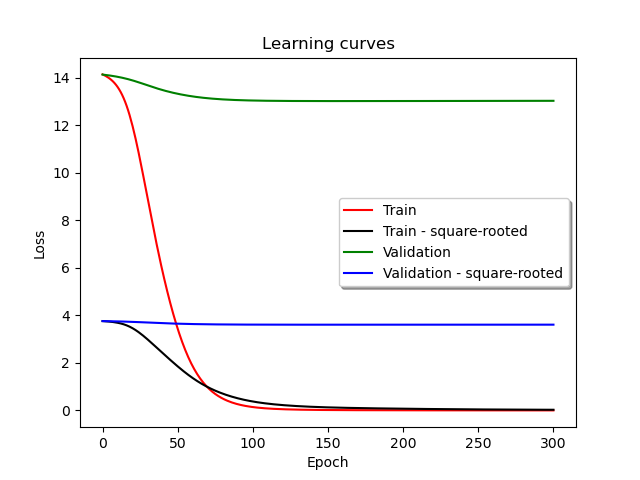 Learning curves
14
12
10
8
6
4
2
0
Loss
Train
Train - square-rooted
Validation
Validation - square-rooted
0 50 100 150 200 250 300
Epoch